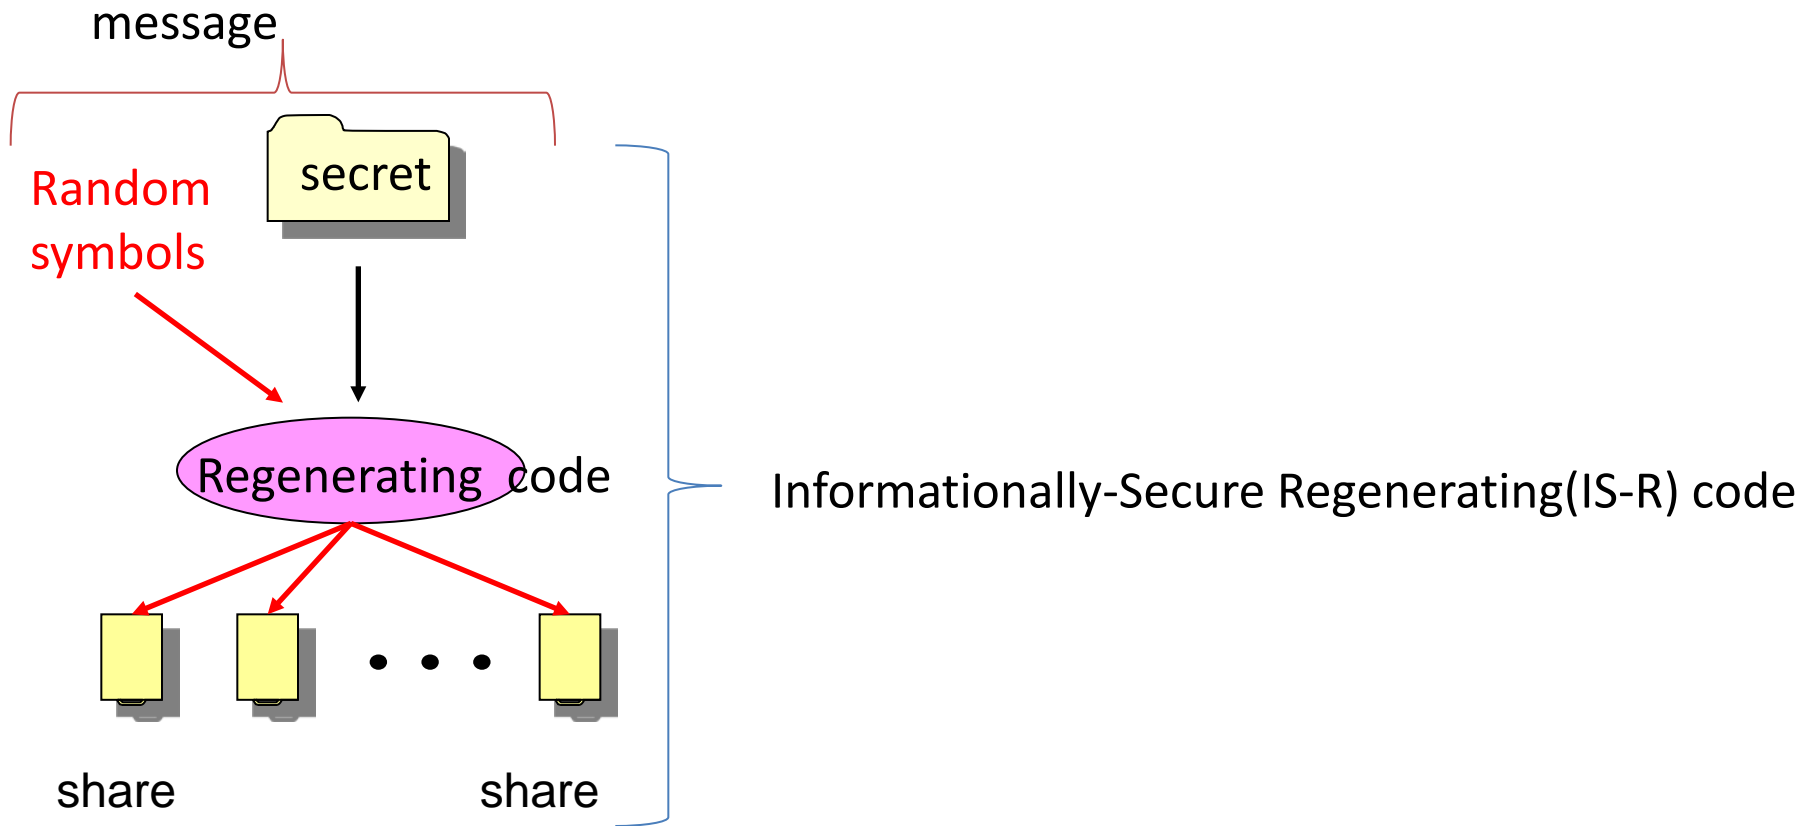 message
secret
Random
symbols
Regenerating code
Informationally-Secure Regenerating(IS-R) code
share
share